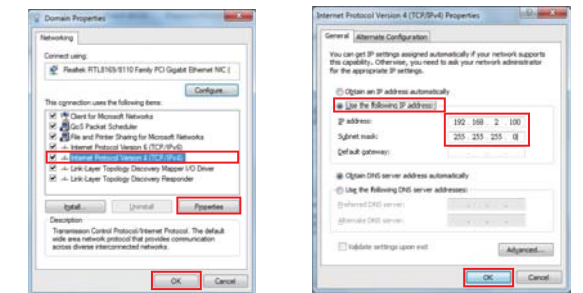 Domain Properties
Networking
Connect using:
Realtek RTL8169/8110 Family PCI Gigabit Ethernet NIC (
Configure...
This connection uses the following items:
Client for Microsoft Networks
QoS Packet Scheduler
File and Printer Sharing for Microsoft Networks
Internet Protocol Version 6 (TCP/IPv6)
Internet Protocol Version 4 (TCP/IPv4)
Link-Layer Topology Discovery Mapper I/O Driver
Link-Layer Topology Discovery Responder
Install...
Uninstall
Properties
Description
Transmission Control Protocol/Internet Protocol. The default
wide area network protocol that provides communication
across diverse interconnected networks.
OK
Cancel
Internet Protocol Version 4 (TCP/IPv4) Properties
General
Alternate Configuration
You can get IP settings assigned automatically if your network supports
this capability. Otherwise, you need to ask your network administrator
for the appropriate IP settings.
Obtain an IP address automatically
Use the following IP address:
IP address:
192 . 168 . 2 . 100
Subnet mask:
255 . 255 . 255 . 0
Default gateway:
Obtain DNS server address automatically
Use the following DNS server addresses:
Preferred DNS server:
Alternate DNS server:
Validate settings upon exit
Advanced...
OK
Cancel